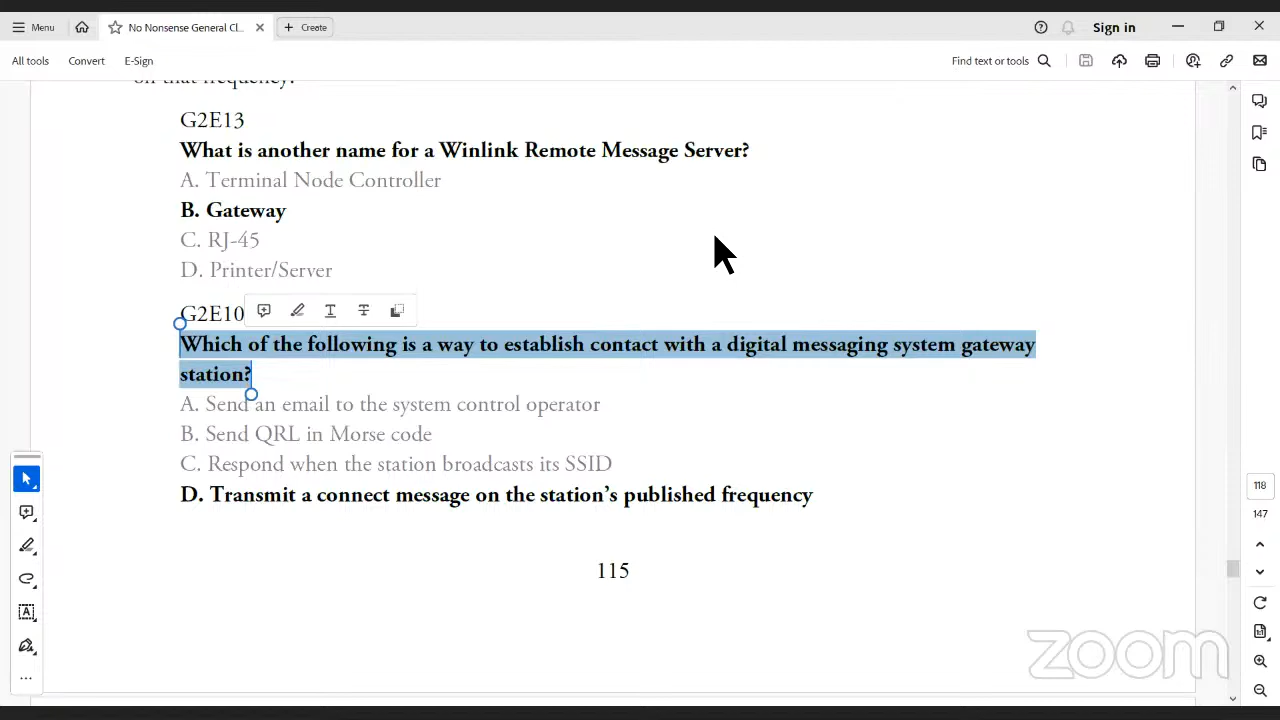 Menu
No Nonsense General Cl...
Create
Sign in
All tools
Convert
E-Sign
Find text or tools
on that frequency.
G2E13
What is another name for a Winlink Remote Message Server?
A. Terminal Node Controller
B. Gateway
C. RJ-45
D. Printer/Server
G2E10
Which of the following is a way to establish contact with a digital messaging system gateway
station?
A. Send an email to the system control operator
B. Send QRL in Morse code
C. Respond when the station broadcasts its SSID
D. Transmit a connect message on the station's published frequency
115
118
147
zoom